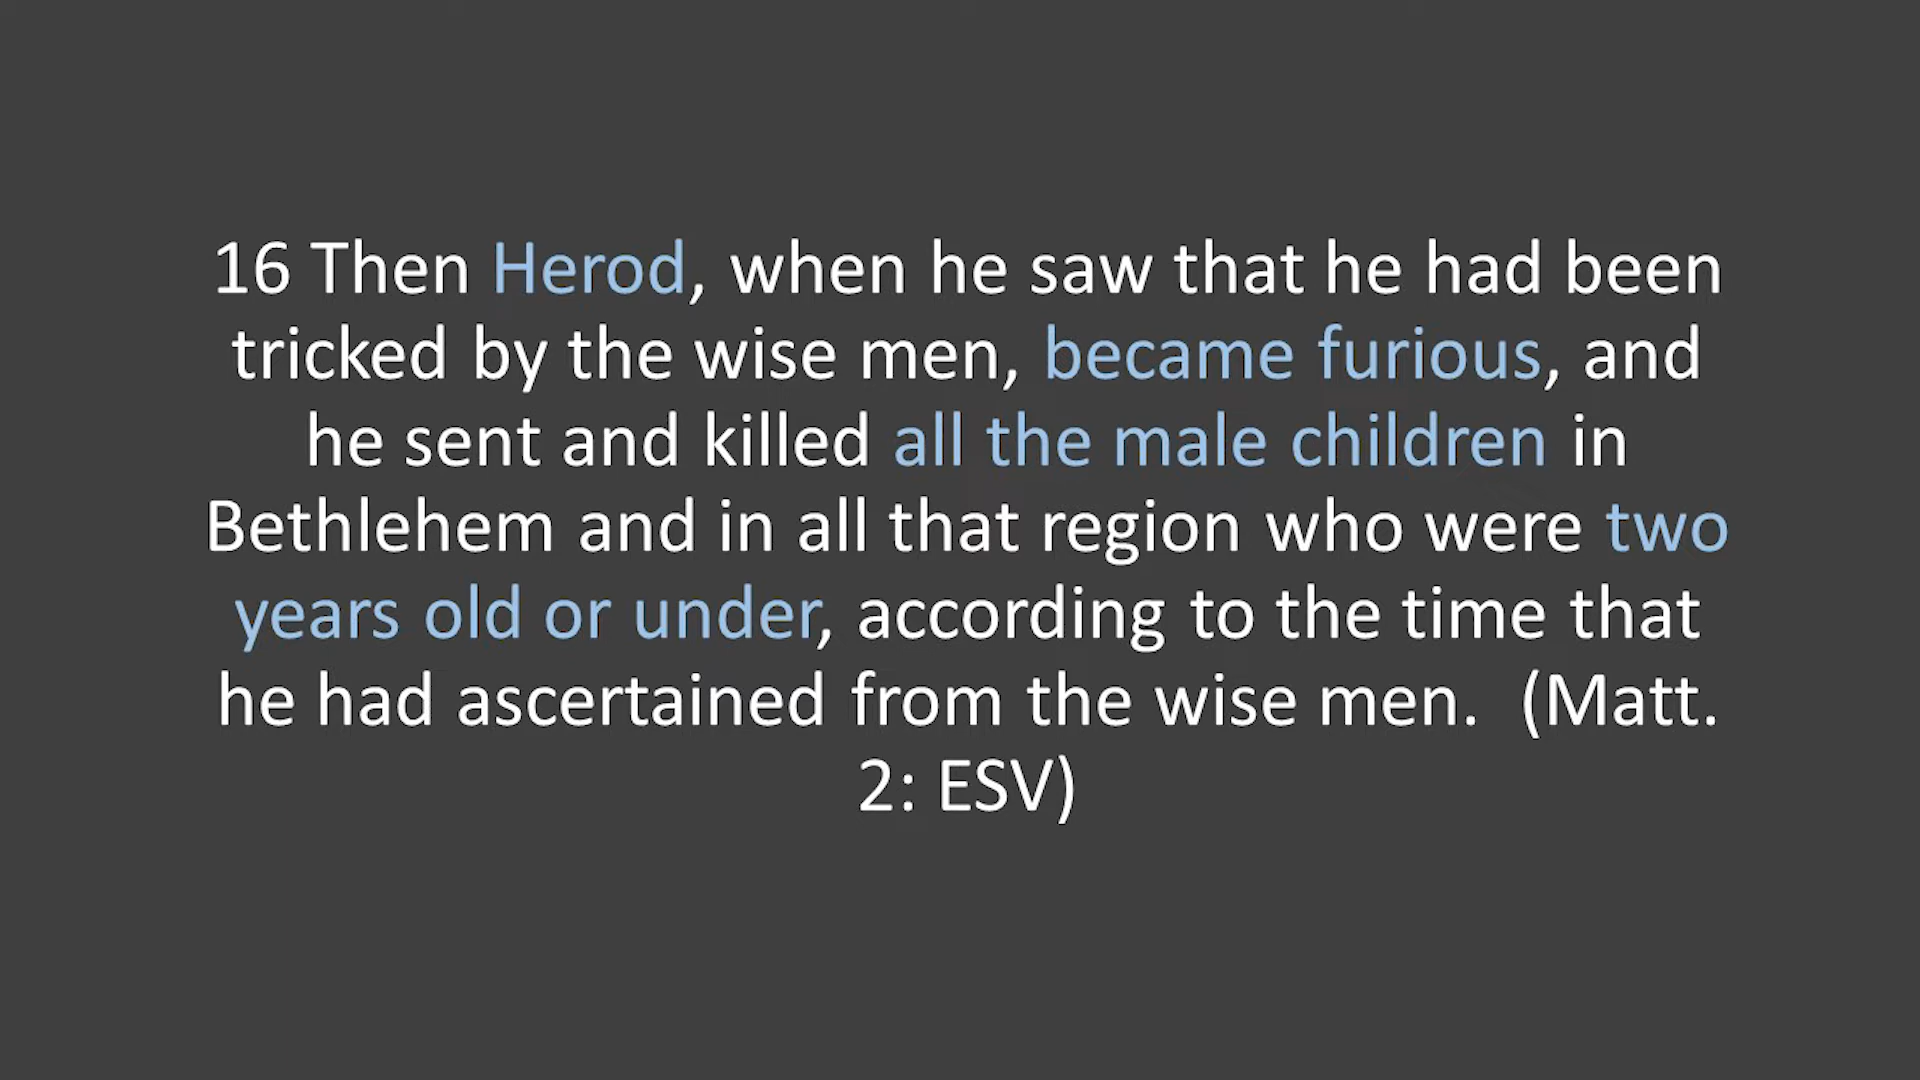 16 Then Herod, when he saw that he had been
tricked by the wise men, became furious, and
he sent and killed all the male children in
Bethlehem and in all that region who were two
years old or under, according to the time that
he had ascertained from the wise men.  (Matt.
2: ESV)